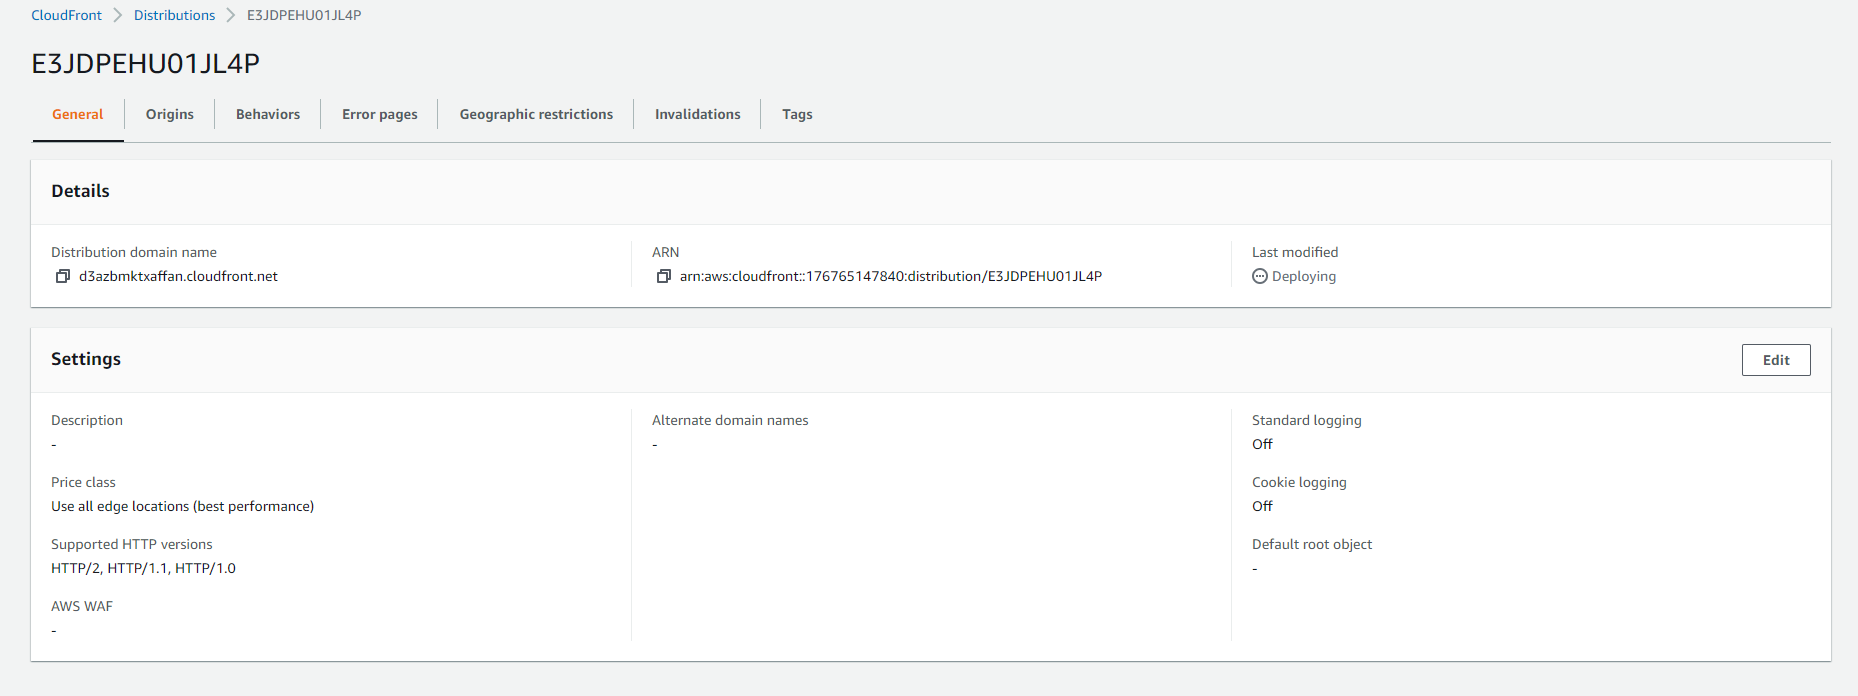 CloudFront > Distributions > E3JDPEHU01JL4P
E3JDPEHU01JL4P
General Origins Behaviors Error pages Geographic restrictions Invalidations Tags
Details
Distribution domain name
d3azbmktxaffan.cloudfront.net
ARN
arn:aws:cloudfront::176765147840:distribution/E3JDPEHU01JL4P
Last modified
Deploying
Settings
Edit
Description
-
Price class
Use all edge locations (best performance)
Supported HTTP versions
HTTP/2, HTTP/1.1, HTTP/1.0
AWS WAF
-
Alternate domain names
-
Standard logging
Off
Cookie logging
Off
Default root object
-